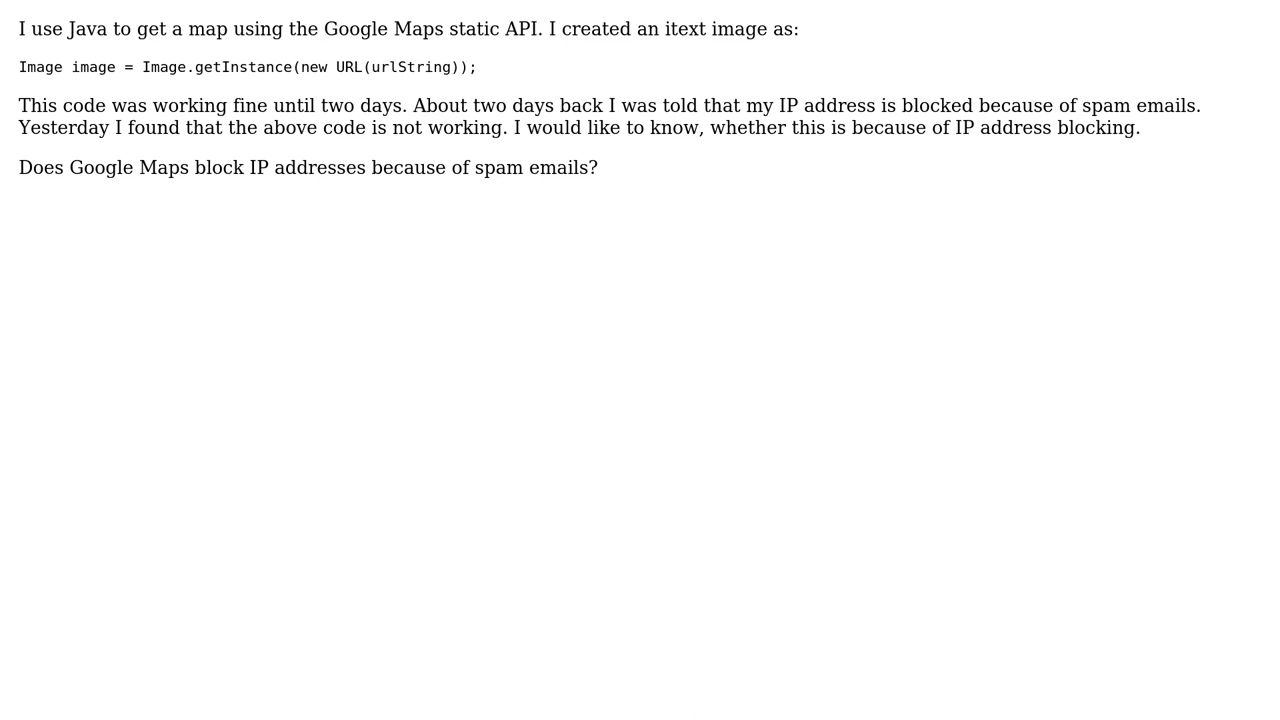 I use Java to get a map using the Google Maps static API. I created an itext image as:
Image image = Image.getInstance(new URL(urlString));
This code was working fine until two days. About two days back I was told that my IP address is blocked because of spam emails.
Yesterday I found that the above code is not working. I would like to know, whether this is because of IP address blocking.
Does Google Maps block IP addresses because of spam emails?